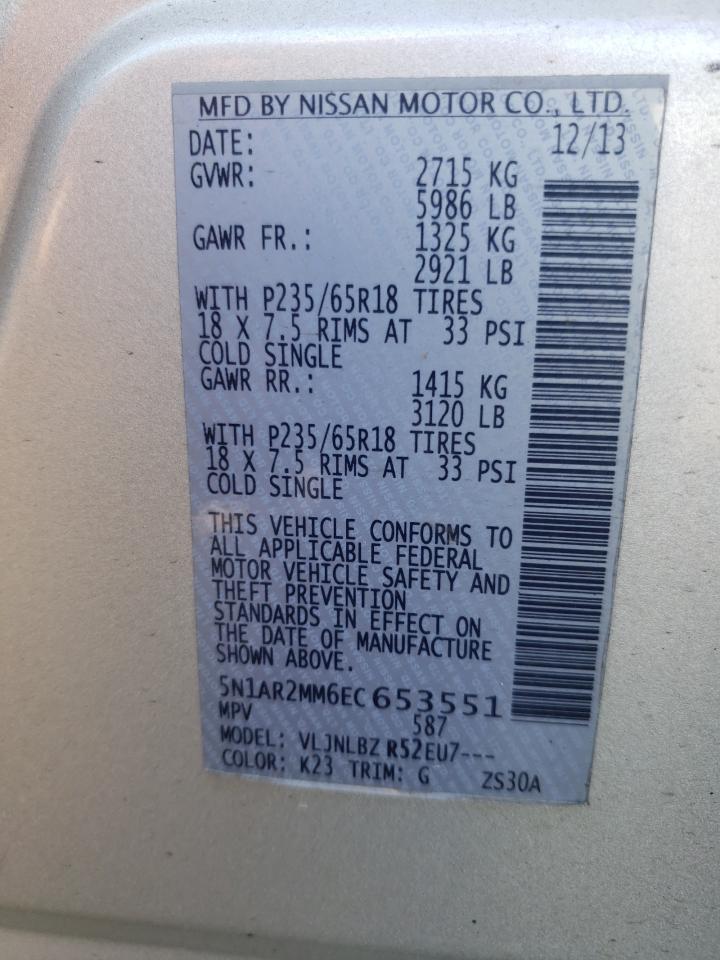 MFD BY NISSAN MOTOR CO., LTD.
DATE: 12/13
GVWR: 2715 KG
5986 LB
GAWR FR.: 1325 KG
2921 LB
WITH P235/65R18 TIRES
18 X 7.5 RIMS AT 33 PSI
COLD SINGLE
GAWR RR.: 1415 KG
3120 LB
WITH P235/65R18 TIRES
18 X 7.5 RIMS AT 33 PSI
COLD SINGLE
THIS VEHICLE CONFORMS TO
ALL APPLICABLE FEDERAL
MOTOR VEHICLE SAFETY AND
THEFT PREVENTION
STANDARDS IN EFFECT ON
THE DATE OF MANUFACTURE
SHOWN ABOVE.
5N1AR2MM6EC653551
MPV 587
MODEL: VLJNLBZ R52EU7---
COLOR: K23 TRIM: G ZS30A